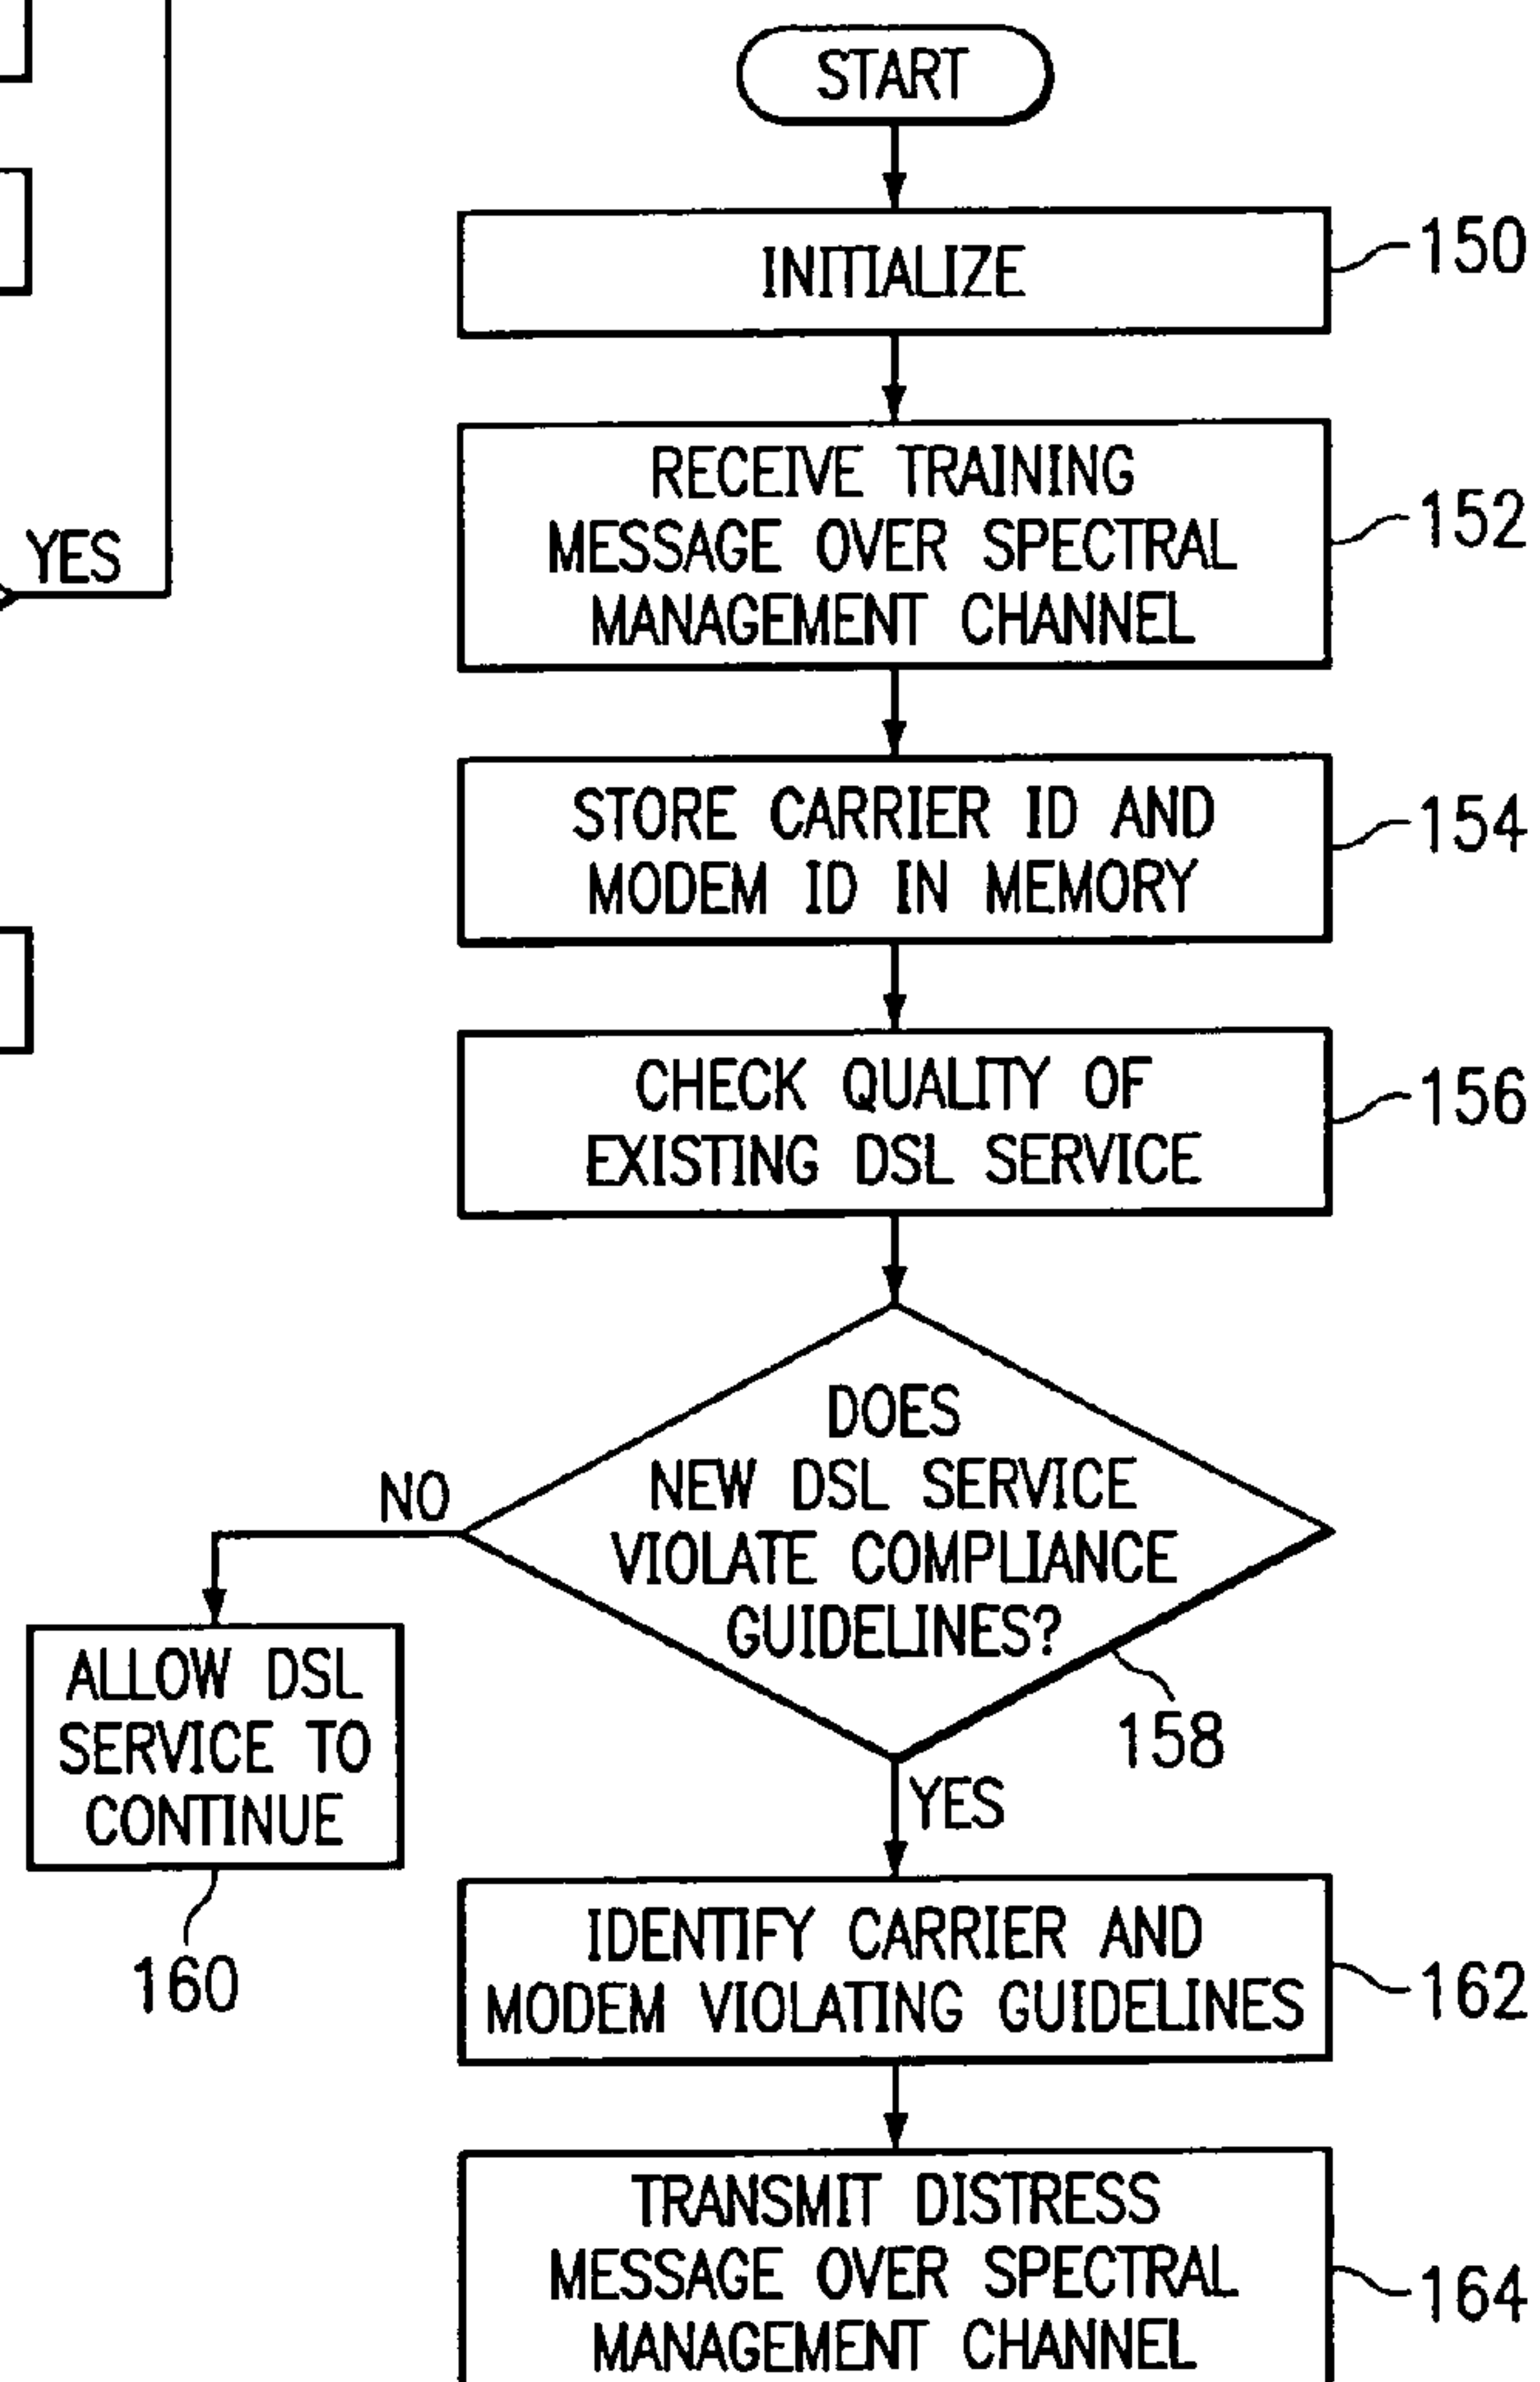 START
INITIALIZE
150
RECEIVE TRAINING
MESSAGE OVER SPECTRAL
MANAGEMENT CHANNEL
152
YES
STORE CARRIER ID AND
MODEM ID IN MEMORY
154
CHECK QUALITY OF
EXISTING DSL SERVICE
156
DOES
NEW DSL SERVICE
VIOLATE COMPLIANCE
GUIDELINES?
158
NO
ALLOW DSL
SERVICE TO
CONTINUE
160
YES
IDENTIFY CARRIER AND
MODEM VIOLATING GUIDELINES
162
TRANSMIT DISTRESS
MESSAGE OVER SPECTRAL
MANAGEMENT CHANNEL
164